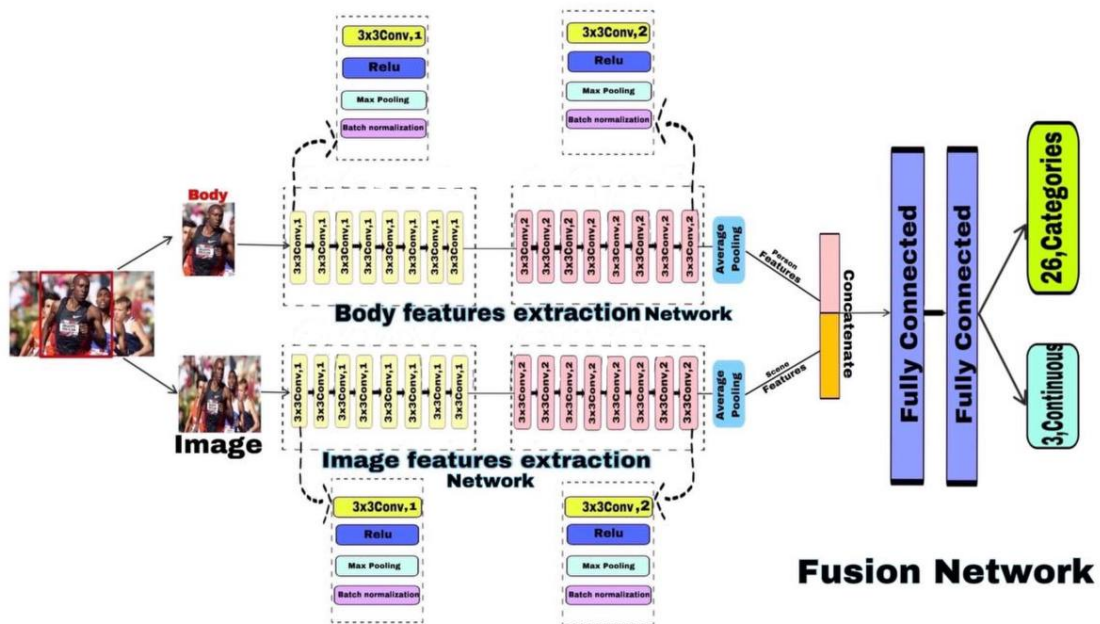 3x3Conv,1
Relu
Max Pooling
Batch normalization
3x3Conv,2
Relu
Max Pooling
Batch normalization
Body
3x3Conv,1
3x3Conv,1
3x3Conv,1
3x3Conv,1
3x3Conv,1
3x3Conv,1
3x3Conv,1
3x3Conv,1
3x3Conv,2
3x3Conv,2
3x3Conv,2
3x3Conv,2
3x3Conv,2
3x3Conv,2
3x3Conv,2
3x3Conv,2
Average
Pooling
Person
Features
Body features extraction Network
Image
3x3Conv,1
3x3Conv,1
3x3Conv,1
3x3Conv,1
3x3Conv,1
3x3Conv,1
3x3Conv,1
3x3Conv,1
3x3Conv,2
3x3Conv,2
3x3Conv,2
3x3Conv,2
3x3Conv,2
3x3Conv,2
3x3Conv,2
3x3Conv,2
Average
Pooling
Scene
Features
Image features extraction
Network
3x3Conv,1
Relu
Max Pooling
Batch normalization
3x3Conv,2
Relu
Max Pooling
Batch normalization
Concatenate
Fully Connected
Fully Connected
26,Categories
3,Continuous
Fusion Network